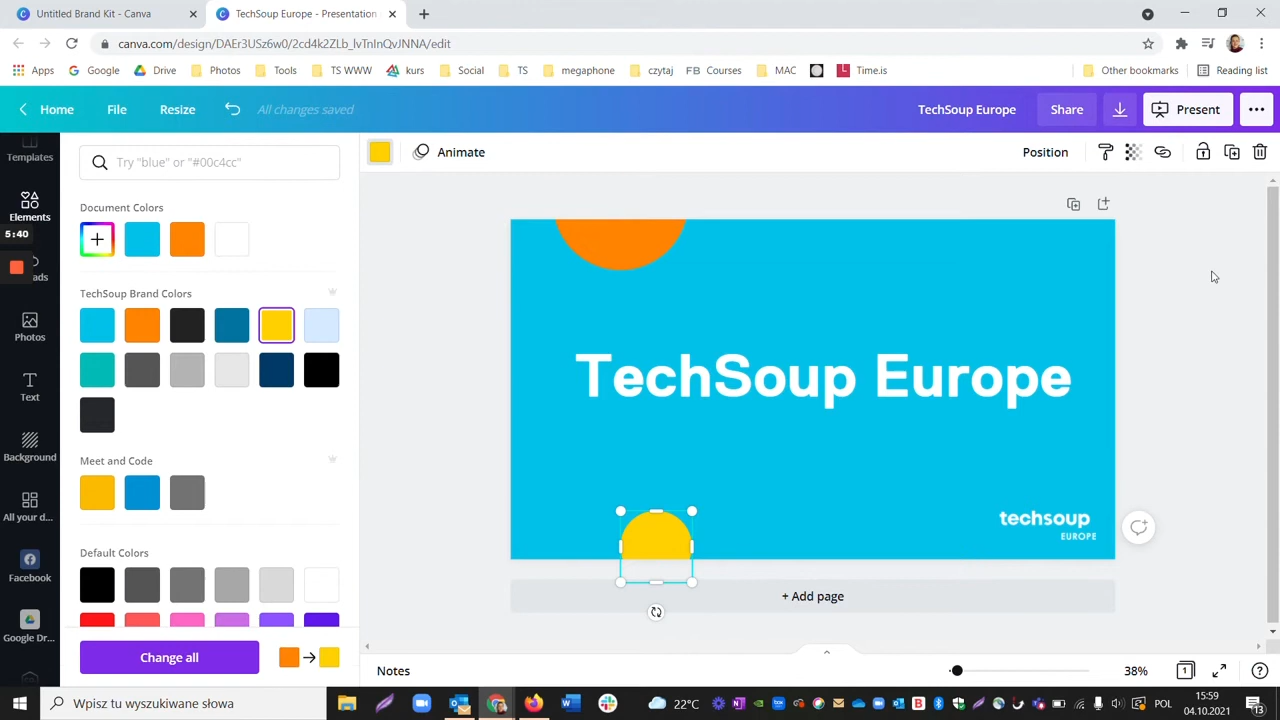 Untitled Brand Kit - Canva
TechSoup Europe - Presentation
canva.com/design/DAEr3USz6w0/2cd4k2ZLb_lvTnInQvJNNA/edit
Apps Google Drive Photos Tools TS WWW kurs Social TS megaphone czytaj FB Courses MAC Time.is Other bookmarks Reading list
Home File Resize All changes saved TechSoup Europe Share Present
Templates
Elements
5:40
ads
Photos
Text
Background
All your d...
Facebook
Google Dr...
Try "blue" or "#00c4cc"
Document Colors
TechSoup Brand Colors
Meet and Code
Default Colors
Change all
Animate Position
TechSoup Europe
techsoup
EUROPE
+ Add page
Notes 38% 1
Wpisz tu wyszukiwane słowa
22°C
POL
15:59
04.10.2021
13